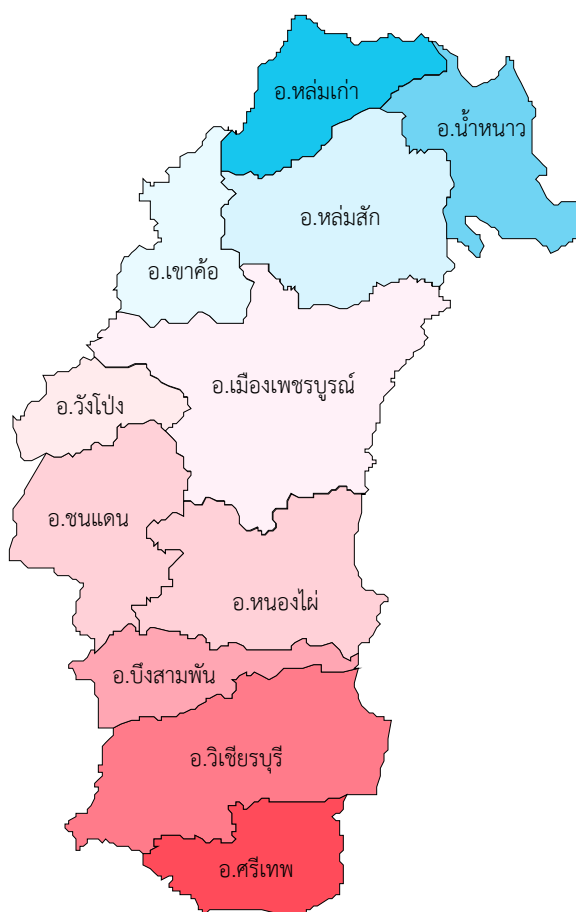 อ.หล่มเก่า
อ.น้ำหนาว
อ.หล่มสัก
อ.เขาค้อ
อ.เมืองเพชรบูรณ์
อ.วังโป่ง
อ.ชนแดน
อ.หนองไผ่
อ.บึงสามพัน
อ.วิเชียรบุรี
อ.ศรีเทพ